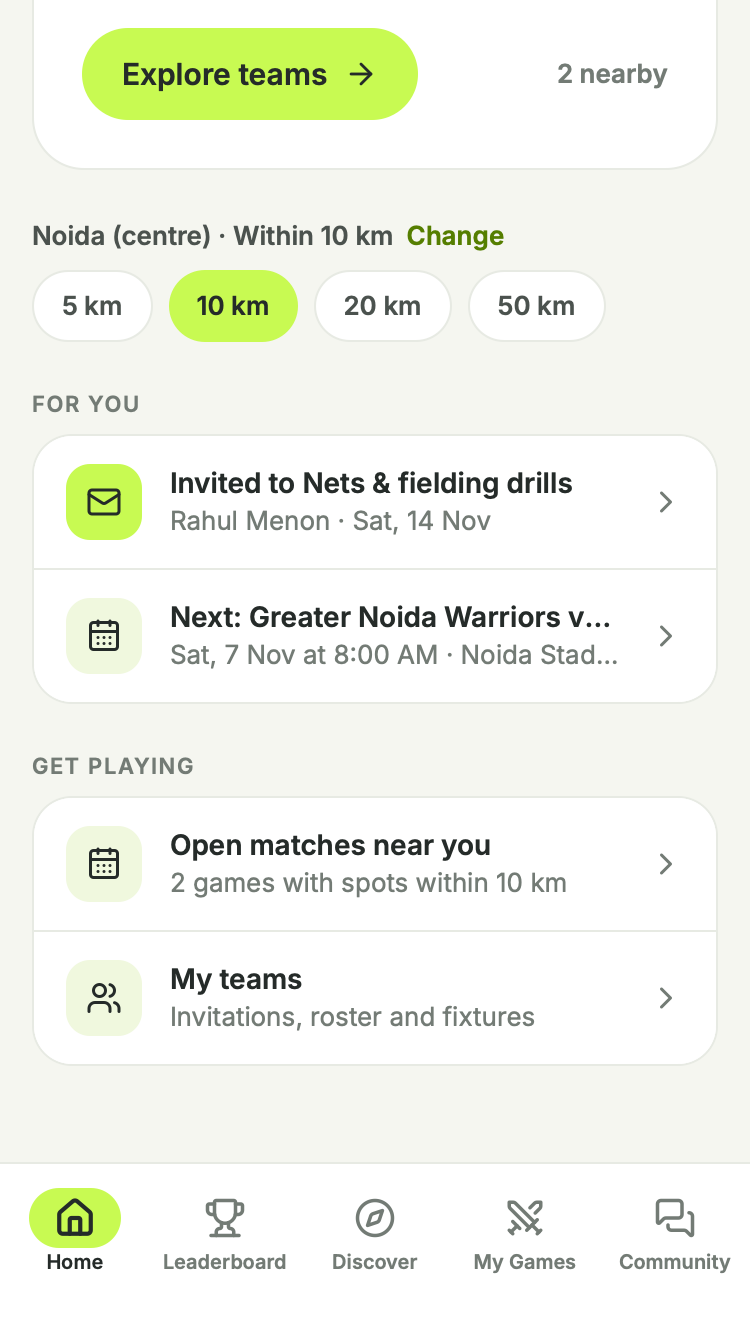 Explore teams →
2 nearby
Noida (centre) · Within 10 km Change
5 km
10 km
20 km
50 km
FOR YOU
Invited to Nets & fielding drills
Rahul Menon · Sat, 14 Nov
Next: Greater Noida Warriors v...
Sat, 7 Nov at 8:00 AM · Noida Stad...
GET PLAYING
Open matches near you
2 games with spots within 10 km
My teams
Invitations, roster and fixtures
Home
Leaderboard
Discover
My Games
Community